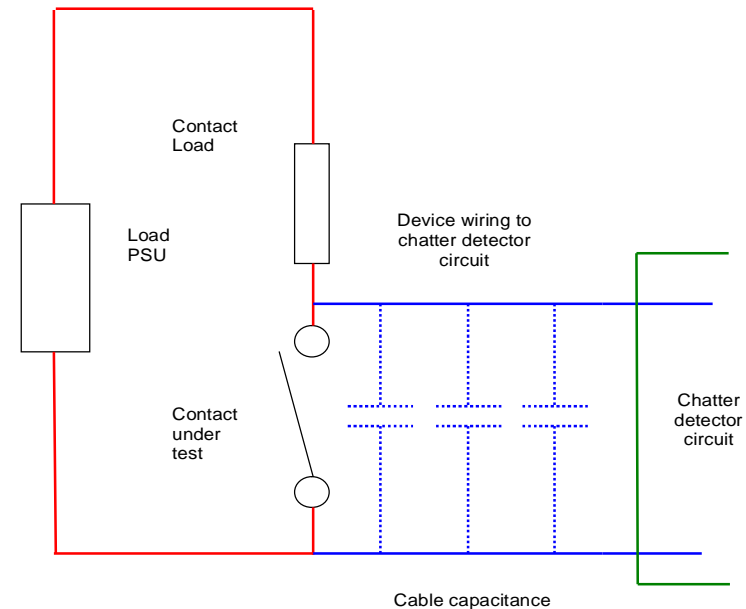 Contact
Load
Load
PSU
Device wiring to
chatter detector
circuit
Contact
under
test
Chatter
detector
circuit
Cable capacitance